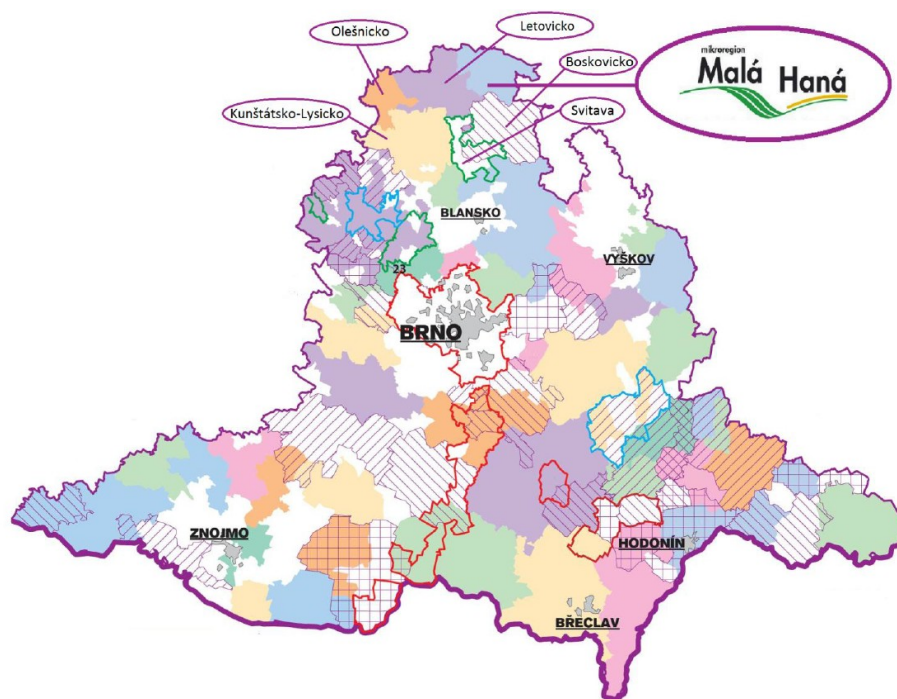 Olešnicko
Letovicko
mikroregion
Malá Haná
Boskovicko
Kunštátsko-Lysicko
Svitava
BLANSKO
VYŠKOV
23
BRNO
ZNOJMO
HODONÍN
BŘECLAV